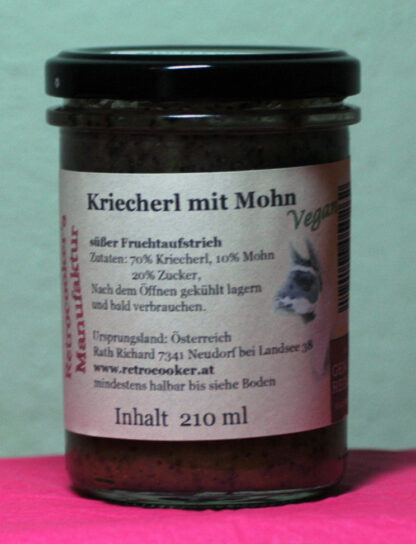 Retrocooker's
Manufaktur
Kriecherl mit Mohn
Vegan
süßer Fruchtaufstrich
Zutaten: 70% Kriecherl, 10% Mohn
20% Zucker,
Nach dem Öffnen gekühlt lagern
und bald verbrauchen.
Ursprungsland: Österreich
Rath Richard 7341 Neudorf bei Landsee 38
www.retrocooker.at
mindestens halbar bis siehe Boden
Inhalt 210 ml